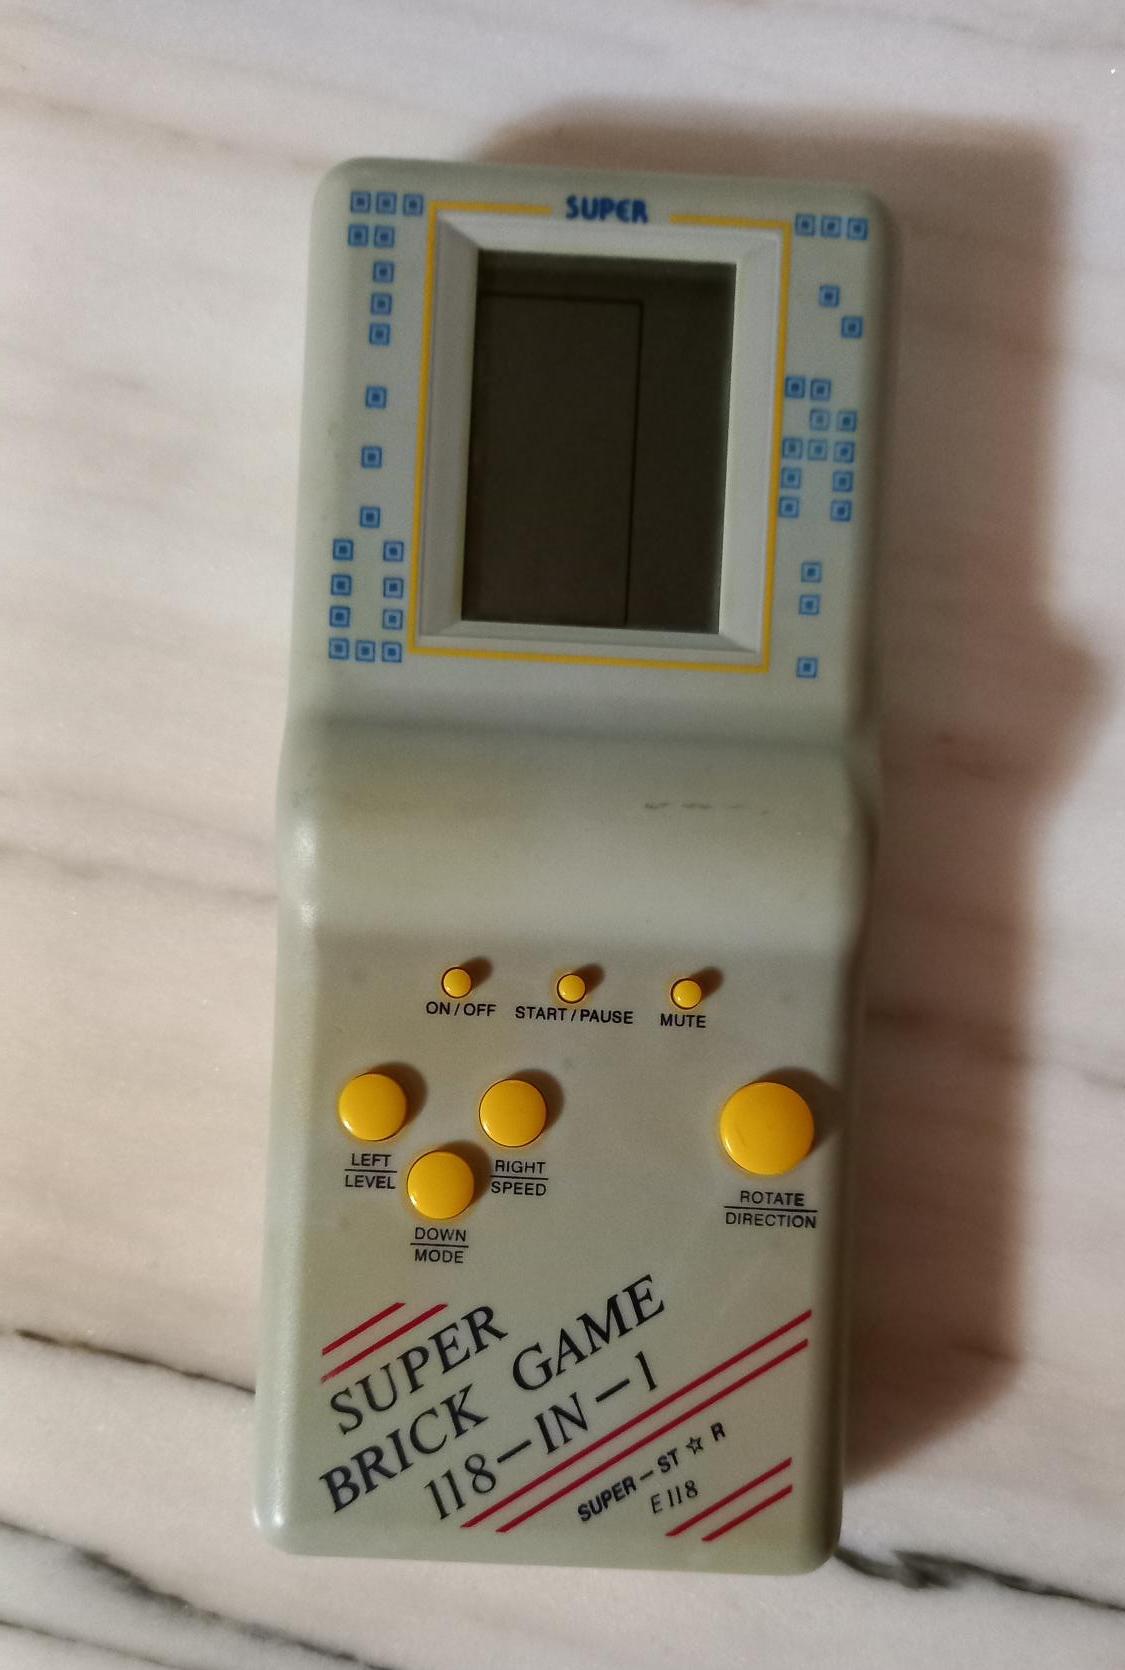 SUPER
ON / OFF
START / PAUSE
MUTE
LEFT
LEVEL
RIGHT
SPEED
DOWN
MODE
ROTATE
DIRECTION
SUPER
BRICK GAME
118-IN-1
SUPER-ST☆R
E118